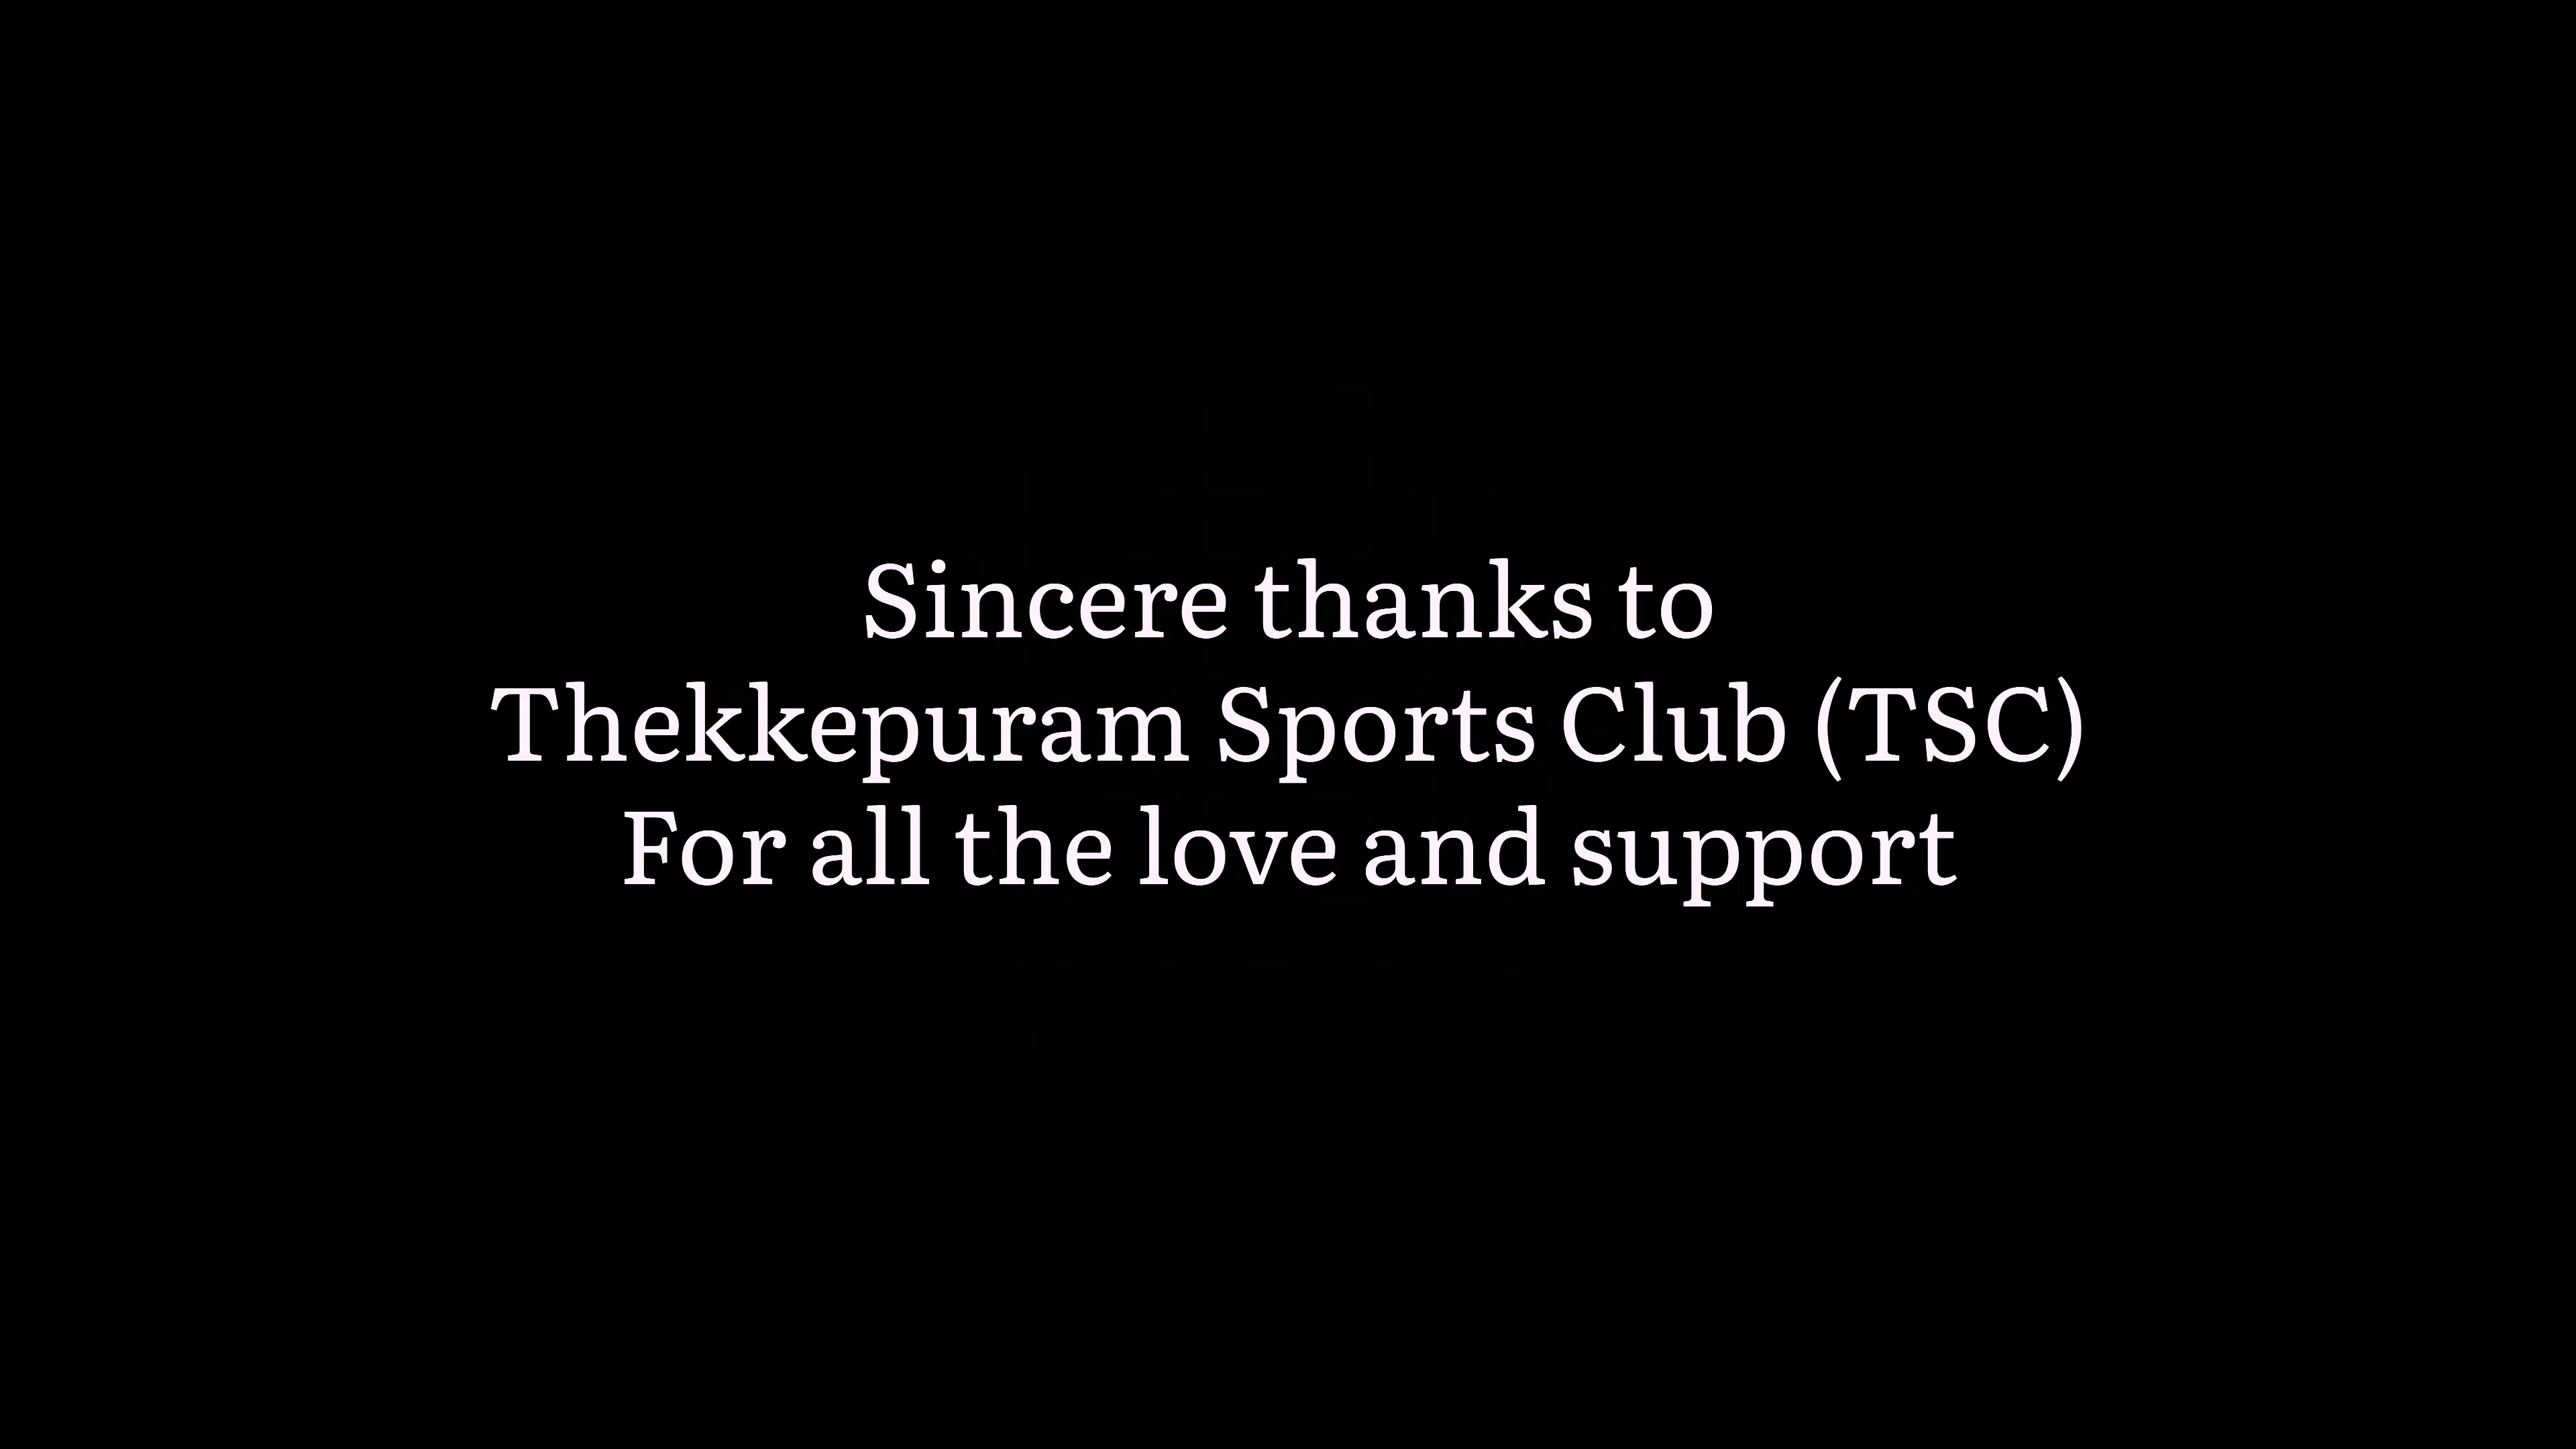 Sincere thanks to
Thekkepuram Sports Club (TSC)
For all the love and support